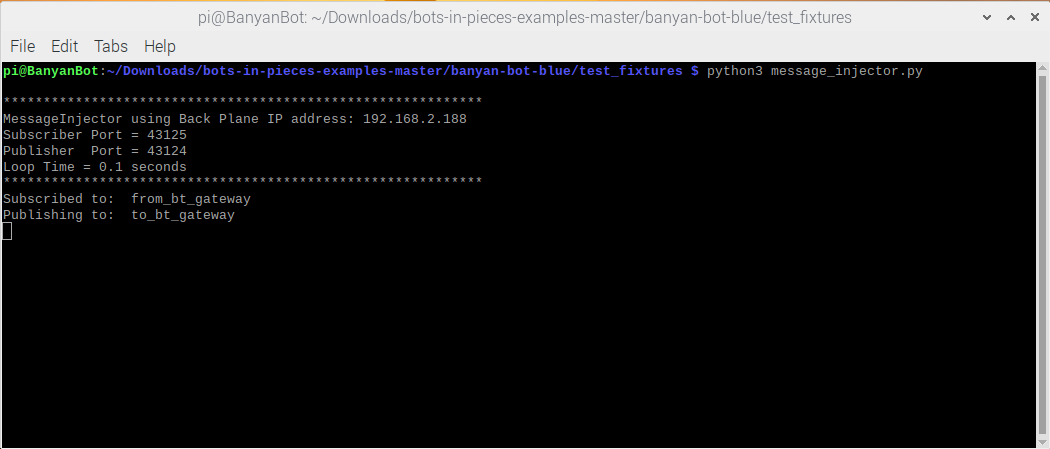 pi@BanyanBot: ~/Downloads/bots-in-pieces-examples-master/banyan-bot-blue/test_fixtures
File Edit Tabs Help
pi@BanyanBot:~/Downloads/bots-in-pieces-examples-master/banyan-bot-blue/test_fixtures $ python3 message_injector.py
************************************************************
MessageInjector using Back Plane IP address: 192.168.2.188
Subscriber Port = 43125
Publisher  Port = 43124
Loop Time = 0.1 seconds
************************************************************
Subscribed to:  from_bt_gateway
Publishing to:  to_bt_gateway